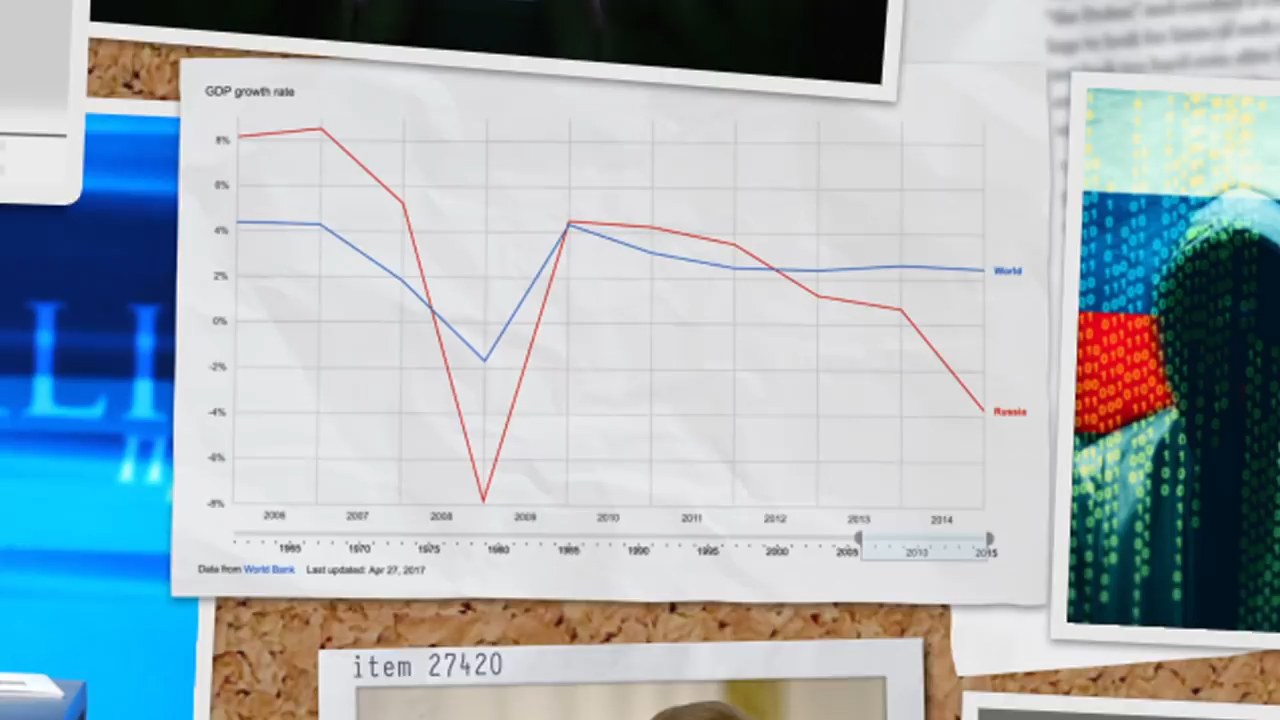 GDP growth rate
8%
6%
4%
2%
0%
-2%
-4%
-6%
-8%
World
Russia
2006 2007 2008 2009 2010 2011 2012 2013 2014
1965 1970 1975 1980 1985 1990 1995 2000 2005 2010 2015
Data from World Bank Last updated: Apr 27, 2017
LI
item 27420